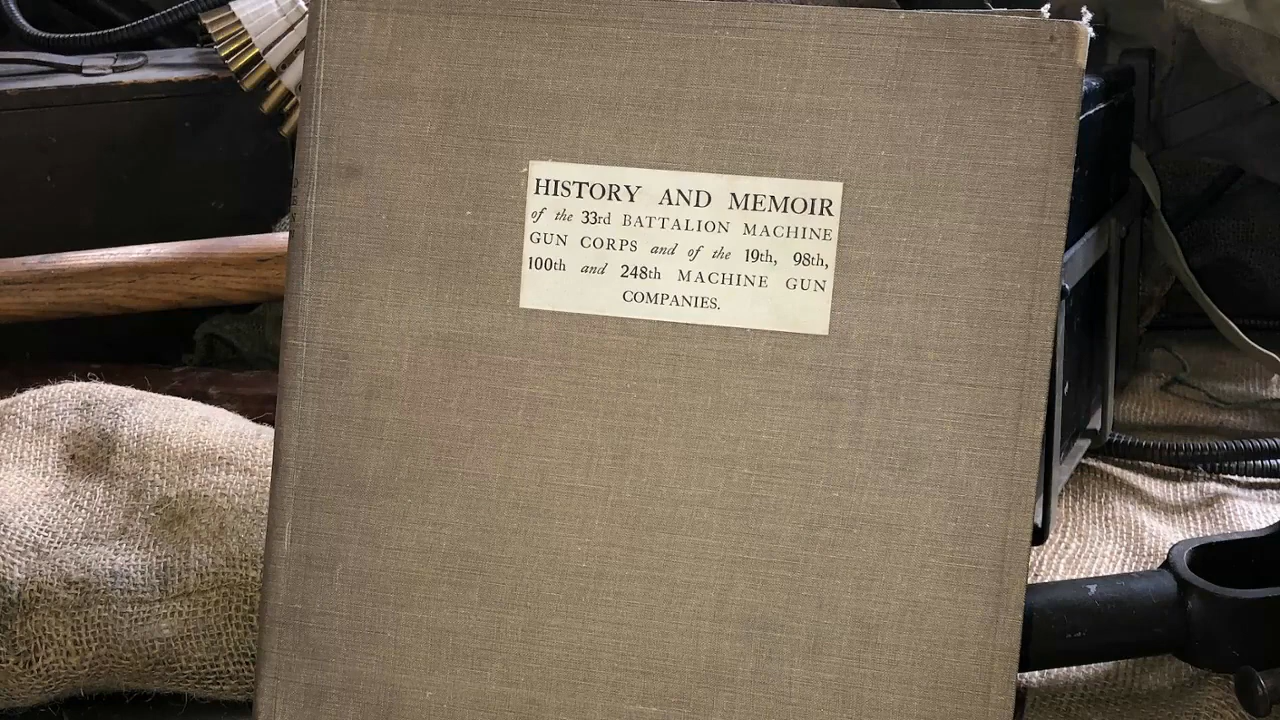 HISTORY AND MEMOIR
of the 33rd BATTALION MACHINE
GUN CORPS and of the 19th, 98th,
100th and 248th MACHINE GUN
COMPANIES.